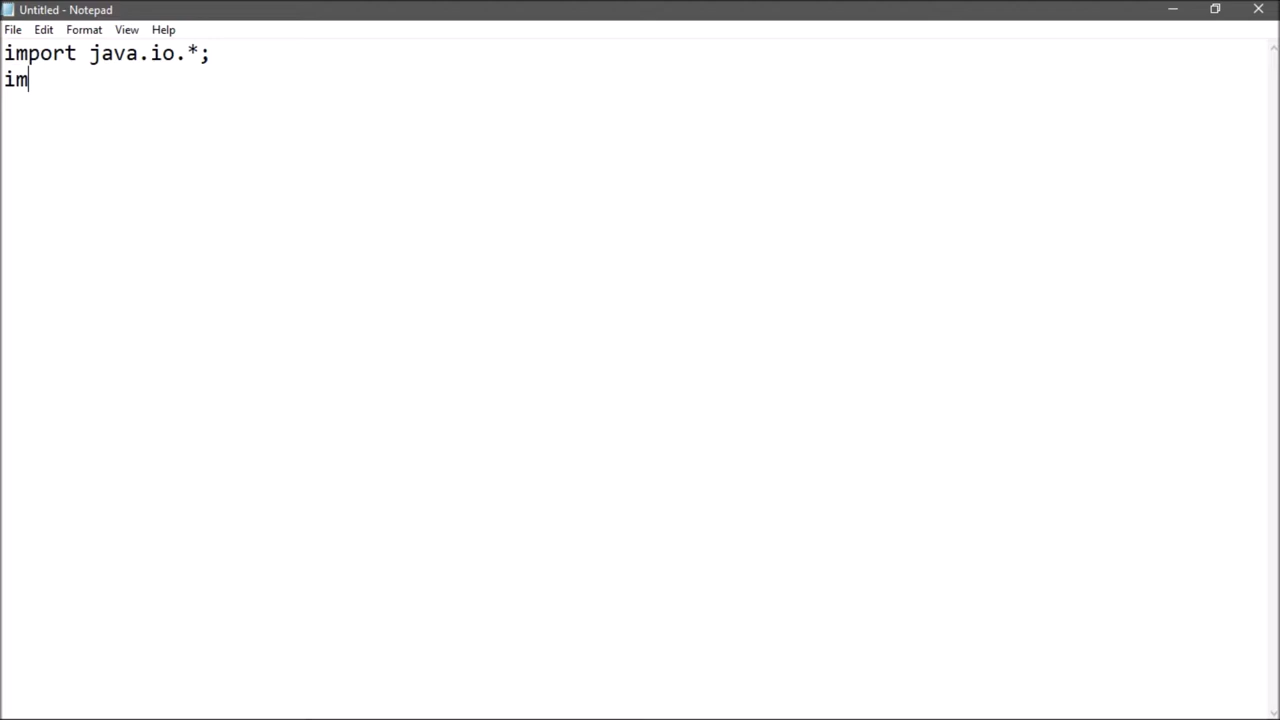 Untitled - Notepad
File Edit Format View Help
import java.io.*;
im